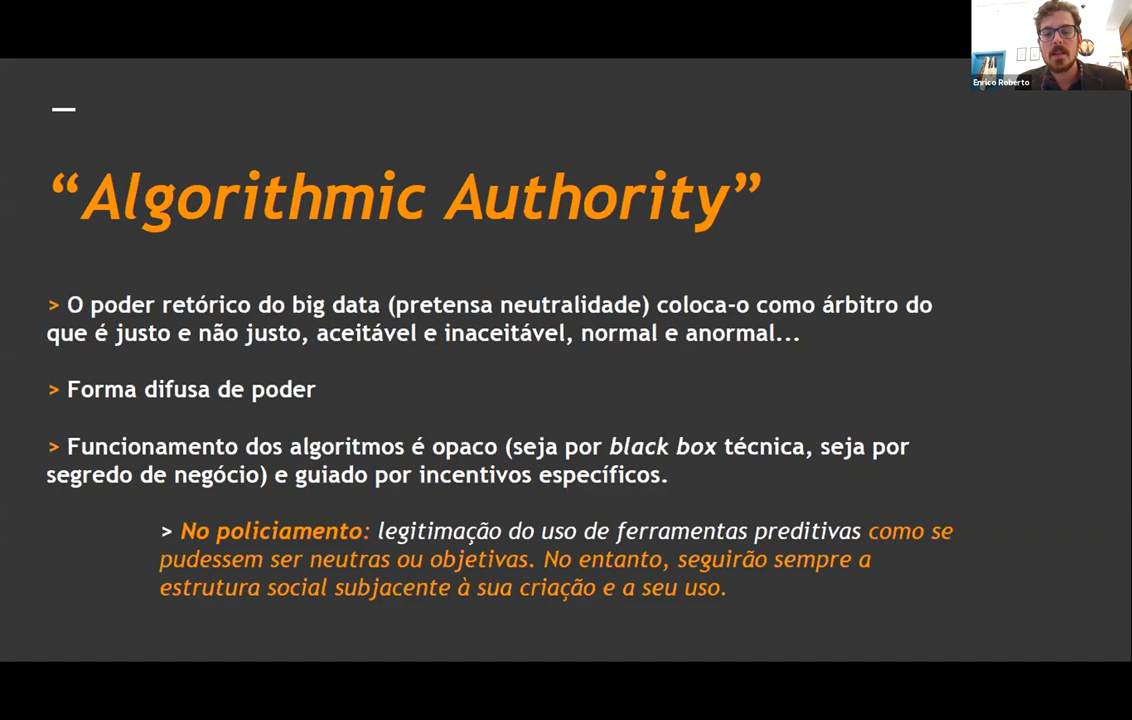 Enrico Roberto
“Algorithmic Authority”
> O poder retórico do big data (pretensa neutralidade) coloca-o como árbitro do
que é justo e não justo, aceitável e inaceitável, normal e anormal...
> Forma difusa de poder
> Funcionamento dos algoritmos é opaco (seja por black box técnica, seja por
segredo de negócio) e guiado por incentivos específicos.
> No policiamento: legitimação do uso de ferramentas preditivas como se
pudessem ser neutras ou objetivas. No entanto, seguirão sempre a
estrutura social subjacente à sua criação e a seu uso.